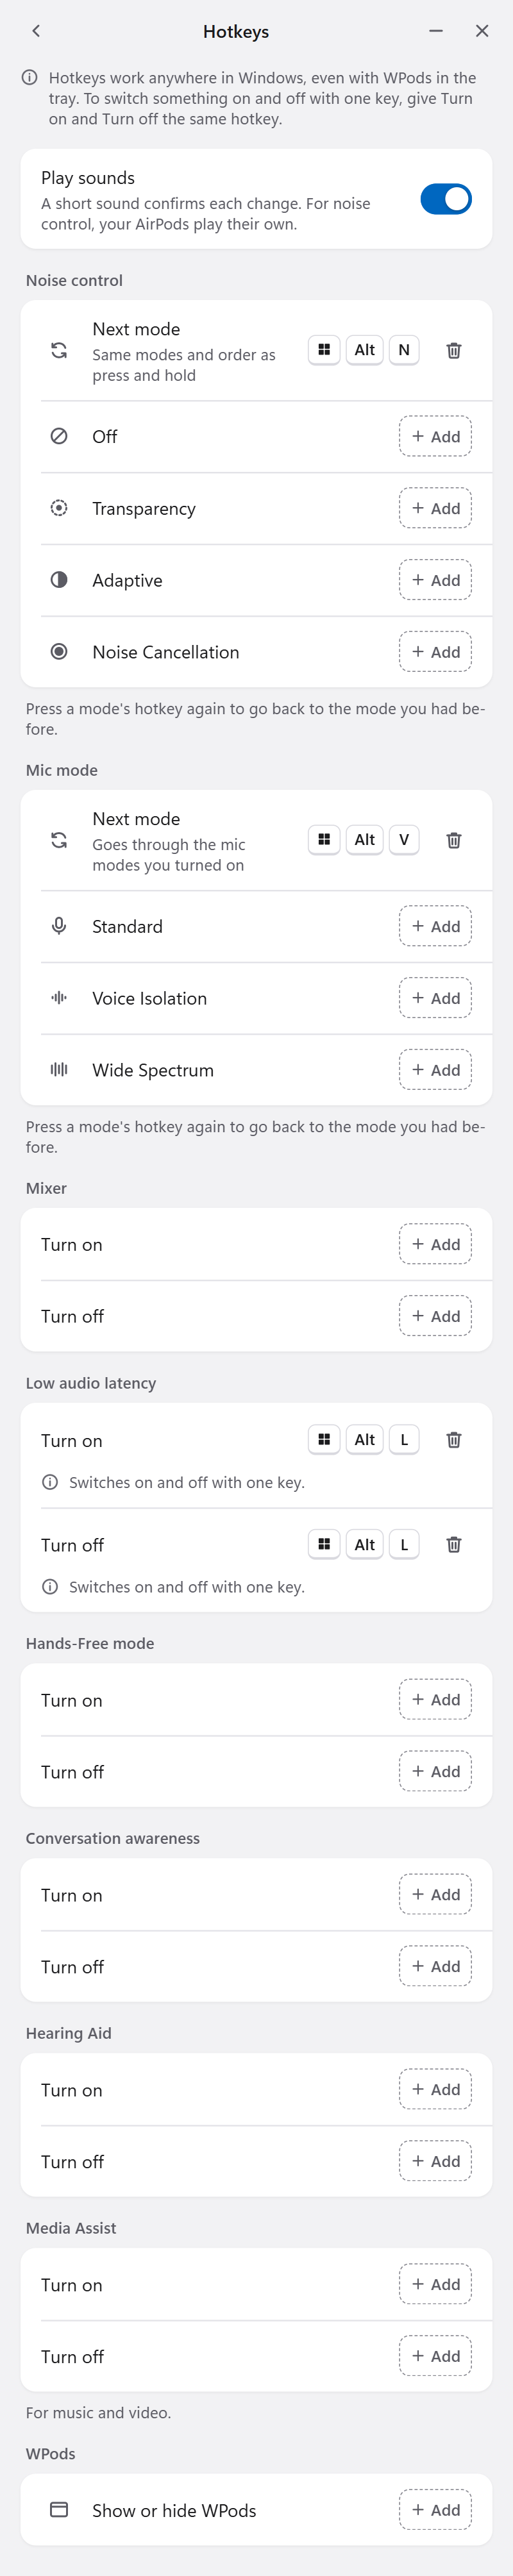 Hotkeys
Hotkeys work anywhere in Windows, even with WPods in the
tray. To switch something on and off with one key, give Turn
on and Turn off the same hotkey.
Play sounds
A short sound confirms each change. For noise
control, your AirPods play their own.
Noise control
Next mode
Same modes and order as
press and hold
Alt N
Off
+ Add
Transparency
+ Add
Adaptive
+ Add
Noise Cancellation
+ Add
Press a mode's hotkey again to go back to the mode you had be-
fore.
Mic mode
Next mode
Goes through the mic
modes you turned on
Alt V
Standard
+ Add
Voice Isolation
+ Add
Wide Spectrum
+ Add
Press a mode's hotkey again to go back to the mode you had be-
fore.
Mixer
Turn on
+ Add
Turn off
+ Add
Low audio latency
Turn on
Alt L
Switches on and off with one key.
Turn off
Alt L
Switches on and off with one key.
Hands-Free mode
Turn on
+ Add
Turn off
+ Add
Conversation awareness
Turn on
+ Add
Turn off
+ Add
Hearing Aid
Turn on
+ Add
Turn off
+ Add
Media Assist
Turn on
+ Add
Turn off
+ Add
For music and video.
WPods
Show or hide WPods
+ Add